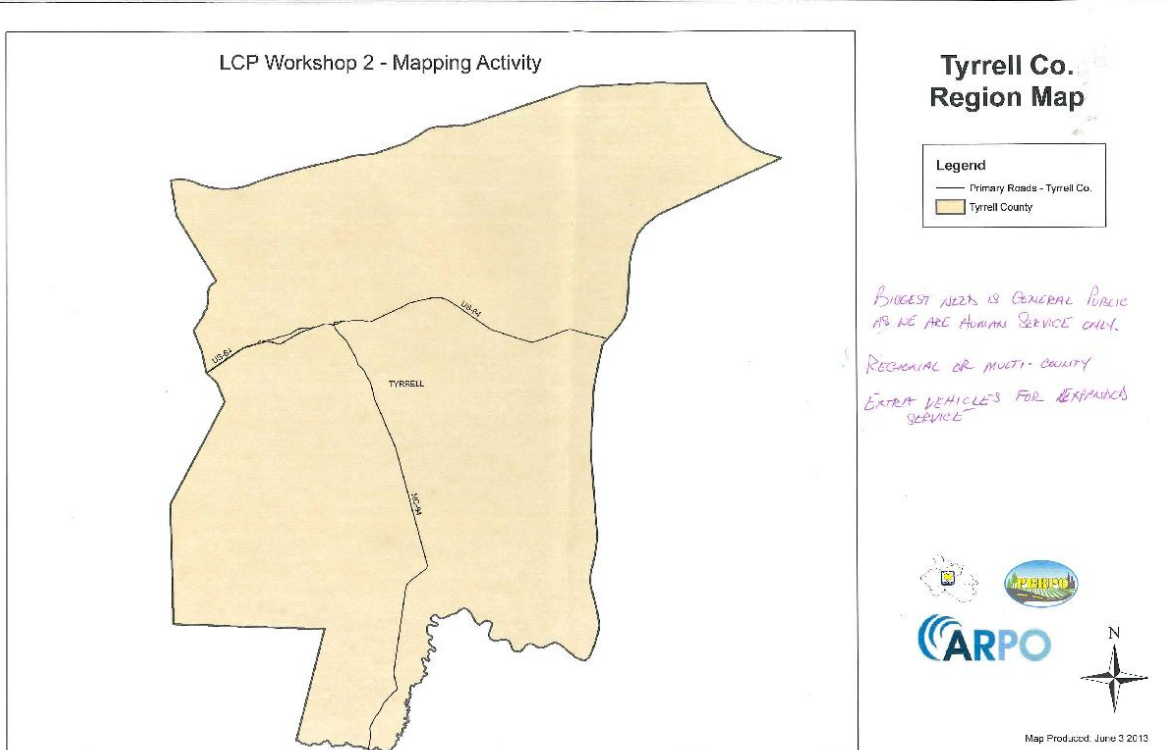 LCP Workshop 2 - Mapping Activity
Tyrrell Co.
Region Map
Legend
Primary Roads - Tyrrell Co.
Tyrrell County
BIGGEST NEED IS GENERAL PUBLIC
AS WE ARE HUMAN SERVICE ONLY.
REGIONAL OR MULTI-COUNTY
EXTRA VEHICLES FOR EXPANDED
SERVICE
US-64
US-64
TYRRELL
NC-94
PERPO
ARPO
N
Map Produced: June 3 2013